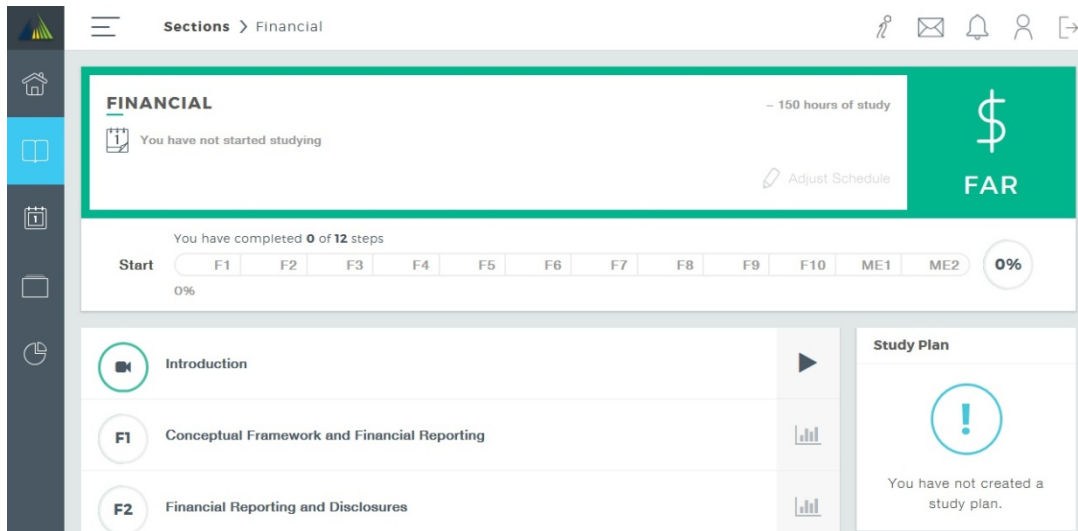 Sections > Financial
FINANCIAL
~ 150 hours of study
1
You have not started studying
Adjust Schedule
$
FAR
1
You have completed 0 of 12 steps
Start F1 F2 F3 F4 F5 F6 F7 F8 F9 F10 ME1 ME2 0%
0%
Introduction
Study Plan
F1 Conceptual Framework and Financial Reporting
!
You have not created a
study plan.
F2 Financial Reporting and Disclosures